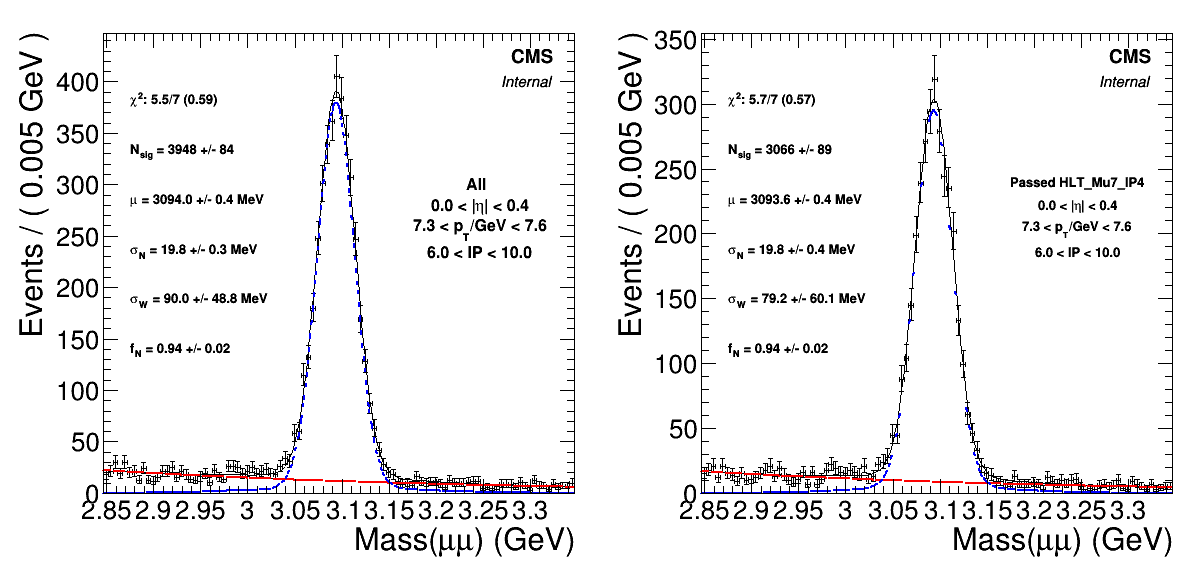 CMS
Internal
χ²: 5.5/7 (0.59)
N_sig = 3948 +/- 84
μ = 3094.0 +/- 0.4 MeV
σ_N = 19.8 +/- 0.3 MeV
σ_W = 90.0 +/- 48.8 MeV
f_N = 0.94 +/- 0.02
All
0.0 < |η| < 0.4
7.3 < p_T/GeV < 7.6
6.0 < IP < 10.0
Events / ( 0.005 GeV )
400
350
300
250
200
150
100
50
0
2.85 2.9 2.95 3 3.05 3.1 3.15 3.2 3.25 3.3
Mass(μμ) (GeV)
CMS
Internal
χ²: 5.7/7 (0.57)
N_sig = 3066 +/- 89
μ = 3093.6 +/- 0.4 MeV
σ_N = 19.8 +/- 0.4 MeV
σ_W = 79.2 +/- 60.1 MeV
f_N = 0.94 +/- 0.02
Passed HLT_Mu7_IP4
0.0 < |η| < 0.4
7.3 < p_T/GeV < 7.6
6.0 < IP < 10.0
Events / ( 0.005 GeV )
350
300
250
200
150
100
50
0
2.85 2.9 2.95 3 3.05 3.1 3.15 3.2 3.25 3.3
Mass(μμ) (GeV)